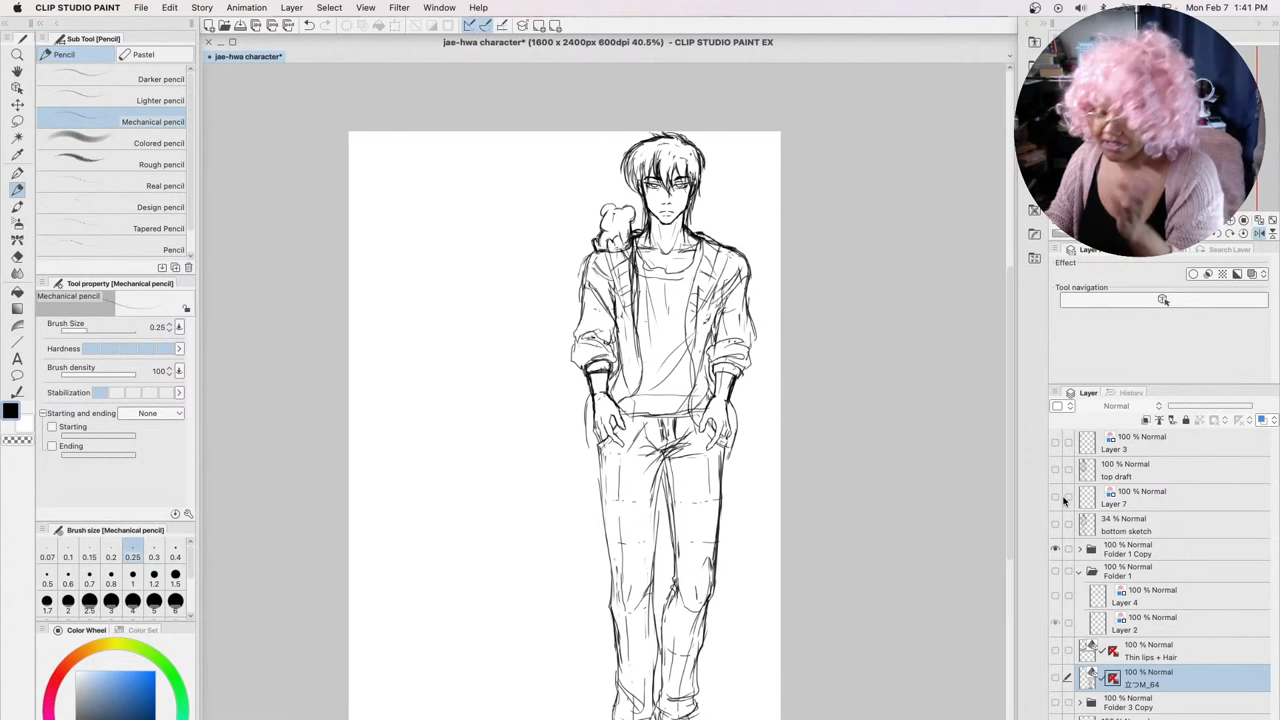 CLIP STUDIO PAINT File Edit Story Animation Layer Select View Filter Window Help Mon Feb 7 1:41 PM
Sub Tool [Pencil]
jae-hwa character* (1600 x 2400px 600dpi 40.5%) - CLIP STUDIO PAINT EX
Pencil Pastel
jae-hwa character*
Darker pencil
Lighter pencil
Mechanical pencil
Colored pencil
Rough pencil
Real pencil
Design pencil
Tapered Pencil
Pencil
Tool property [Mechanical pencil]
Mechanical pencil
Brush Size 0.25
Hardness
Brush density 100
Stabilization
Starting and ending None
Starting
Ending
Brush size [Mechanical pencil]
0.07 0.1 0.15 0.2 0.25 0.3 0.4
0.5 0.6 0.7 0.8 1 1.2 1.5
1.7 2 2.5 3 4 5 6
Color Wheel Color Set
Search Layer
Effect
Tool navigation
Layer History
Normal
100 % Normal
Layer 3
100 % Normal
top draft
100 % Normal
Layer 7
34 % Normal
bottom sketch
100 % Normal
Folder 1 Copy
100 % Normal
Folder 1
100 % Normal
Layer 4
100 % Normal
Layer 2
100 % Normal
Thin lips + Hair
100 % Normal
立つM_64
100 % Normal
Folder 3 Copy